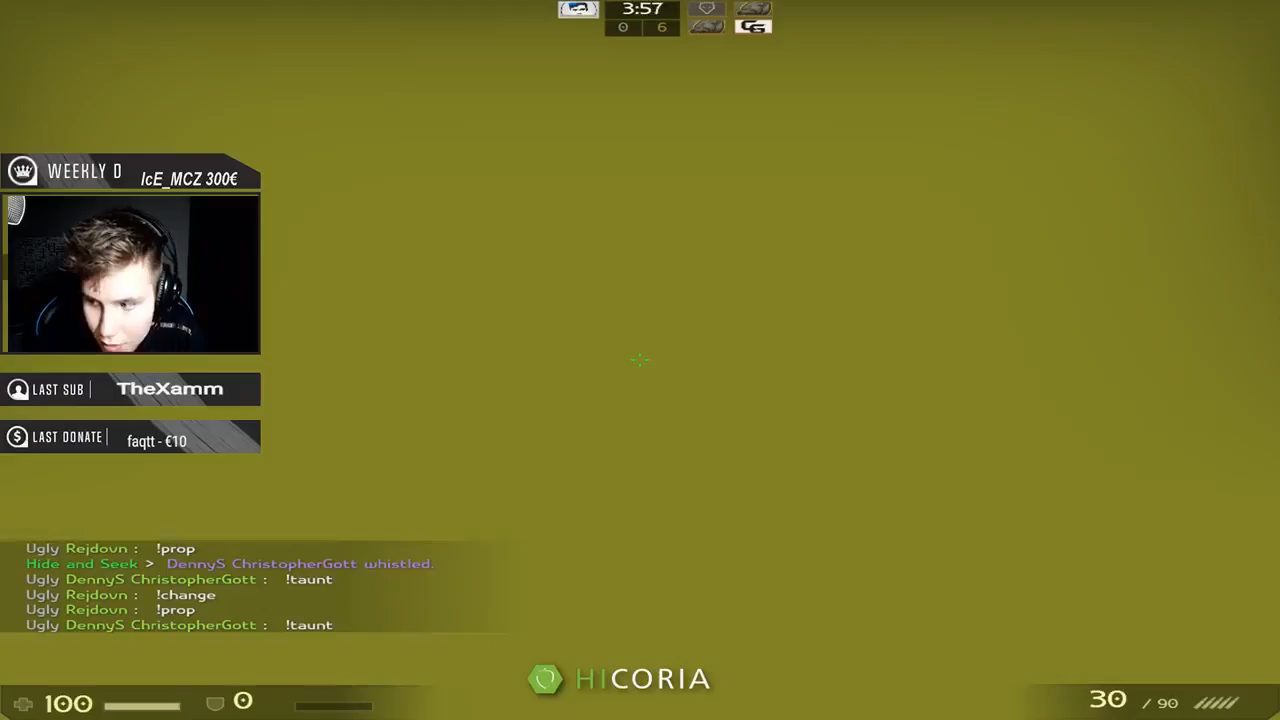 3:57
0 6
CG
WEEKLY D IcE_MCZ 300€
LAST SUB TheXamm
LAST DONATE faqtt - €10
Ugly Rejdovn : !prop
Hide and Seek > DennyS ChristopherGott whistled.
Ugly DennyS ChristopherGott : !taunt
Ugly Rejdovn : !change
Ugly Rejdovn : !prop
Ugly DennyS ChristopherGott : !taunt
HICORIA
100 0 30 / 90